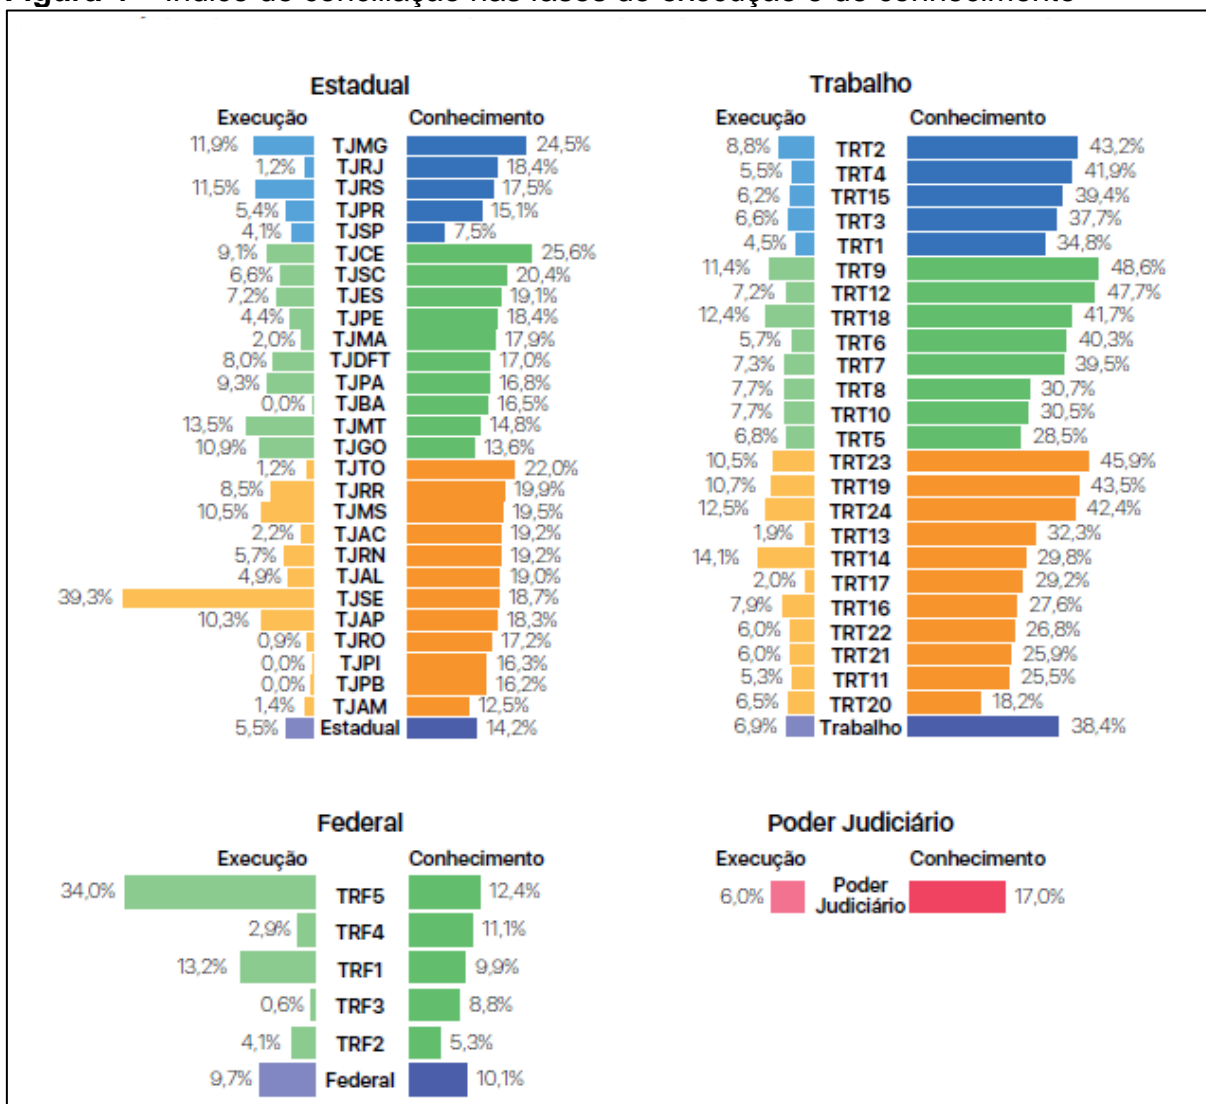 Figura 1 – Índice de conciliação nas fases de execução e de conhecimento
Estadual
Execução Conhecimento
11,9% TJMG 24,5%
1,2% TJRJ 18,4%
11,5% TJRS 17,5%
5,4% TJPR 15,1%
4,1% TJSP 7,5%
9,1% TJCE 25,6%
6,6% TJSC 20,4%
7,2% TJES 19,1%
4,4% TJPE 18,4%
2,0% TJMA 17,9%
8,0% TJDFT 17,0%
9,3% TJPA 16,8%
0,0% TJBA 16,5%
13,5% TJMT 14,8%
10,9% TJGO 13,6%
1,2% TJTO 22,0%
8,5% TJRR 19,9%
10,5% TJMS 19,5%
2,2% TJAC 19,2%
5,7% TJRN 19,2%
4,9% TJAL 19,0%
39,3% TJSE 18,7%
10,3% TJAP 18,3%
0,9% TJRO 17,2%
0,0% TJPI 16,3%
0,0% TJPB 16,2%
1,4% TJAM 12,5%
5,5% Estadual 14,2%
Trabalho
Execução Conhecimento
8,8% TRT2 43,2%
5,5% TRT4 41,9%
6,2% TRT15 39,4%
6,6% TRT3 37,7%
4,5% TRT1 34,8%
11,4% TRT9 48,6%
7,2% TRT12 47,7%
12,4% TRT18 41,7%
5,7% TRT6 40,3%
7,3% TRT7 39,5%
7,7% TRT8 30,7%
7,7% TRT10 30,5%
6,8% TRT5 28,5%
10,5% TRT23 45,9%
10,7% TRT19 43,5%
12,5% TRT24 42,4%
1,9% TRT13 32,3%
14,1% TRT14 29,8%
2,0% TRT17 29,2%
7,9% TRT16 27,6%
6,0% TRT22 26,8%
6,0% TRT21 25,9%
5,3% TRT11 25,5%
6,5% TRT20 18,2%
6,9% Trabalho 38,4%
Federal
Execução Conhecimento
34,0% TRF5 12,4%
2,9% TRF4 11,1%
13,2% TRF1 9,9%
0,6% TRF3 8,8%
4,1% TRF2 5,3%
9,7% Federal 10,1%
Poder Judiciário
Execução Conhecimento
6,0% Poder Judiciário 17,0%